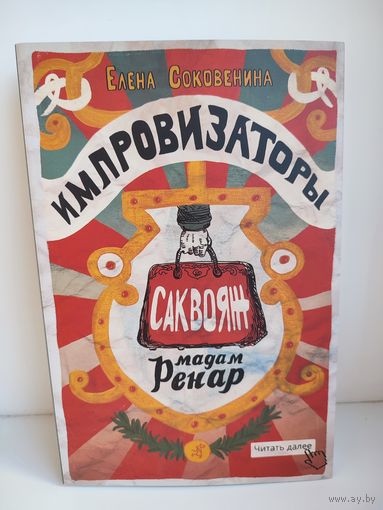 Елена Соковенина
ИМПРОВИЗАТОРЫ
САКВОЯЖ
мадам
Ренар
Читать далее
www.ay.by